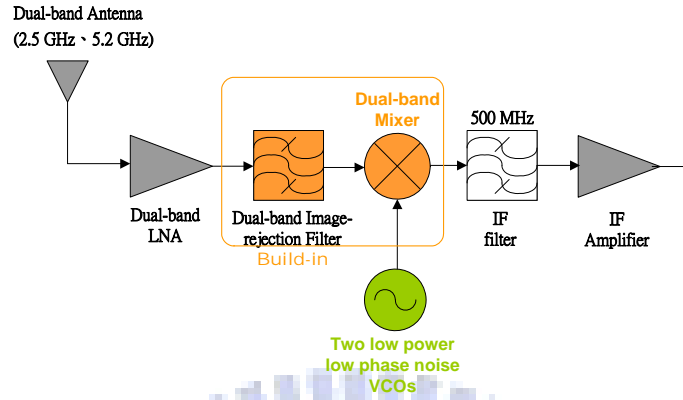 Dual-band Antenna
(2.5 GHz、5.2 GHz)
Dual-band
Mixer
500 MHz
Dual-band
LNA
Dual-band Image-
rejection Filter
IF
filter
IF
Amplifier
Build-in
Two low power
low phase noise
VCOs